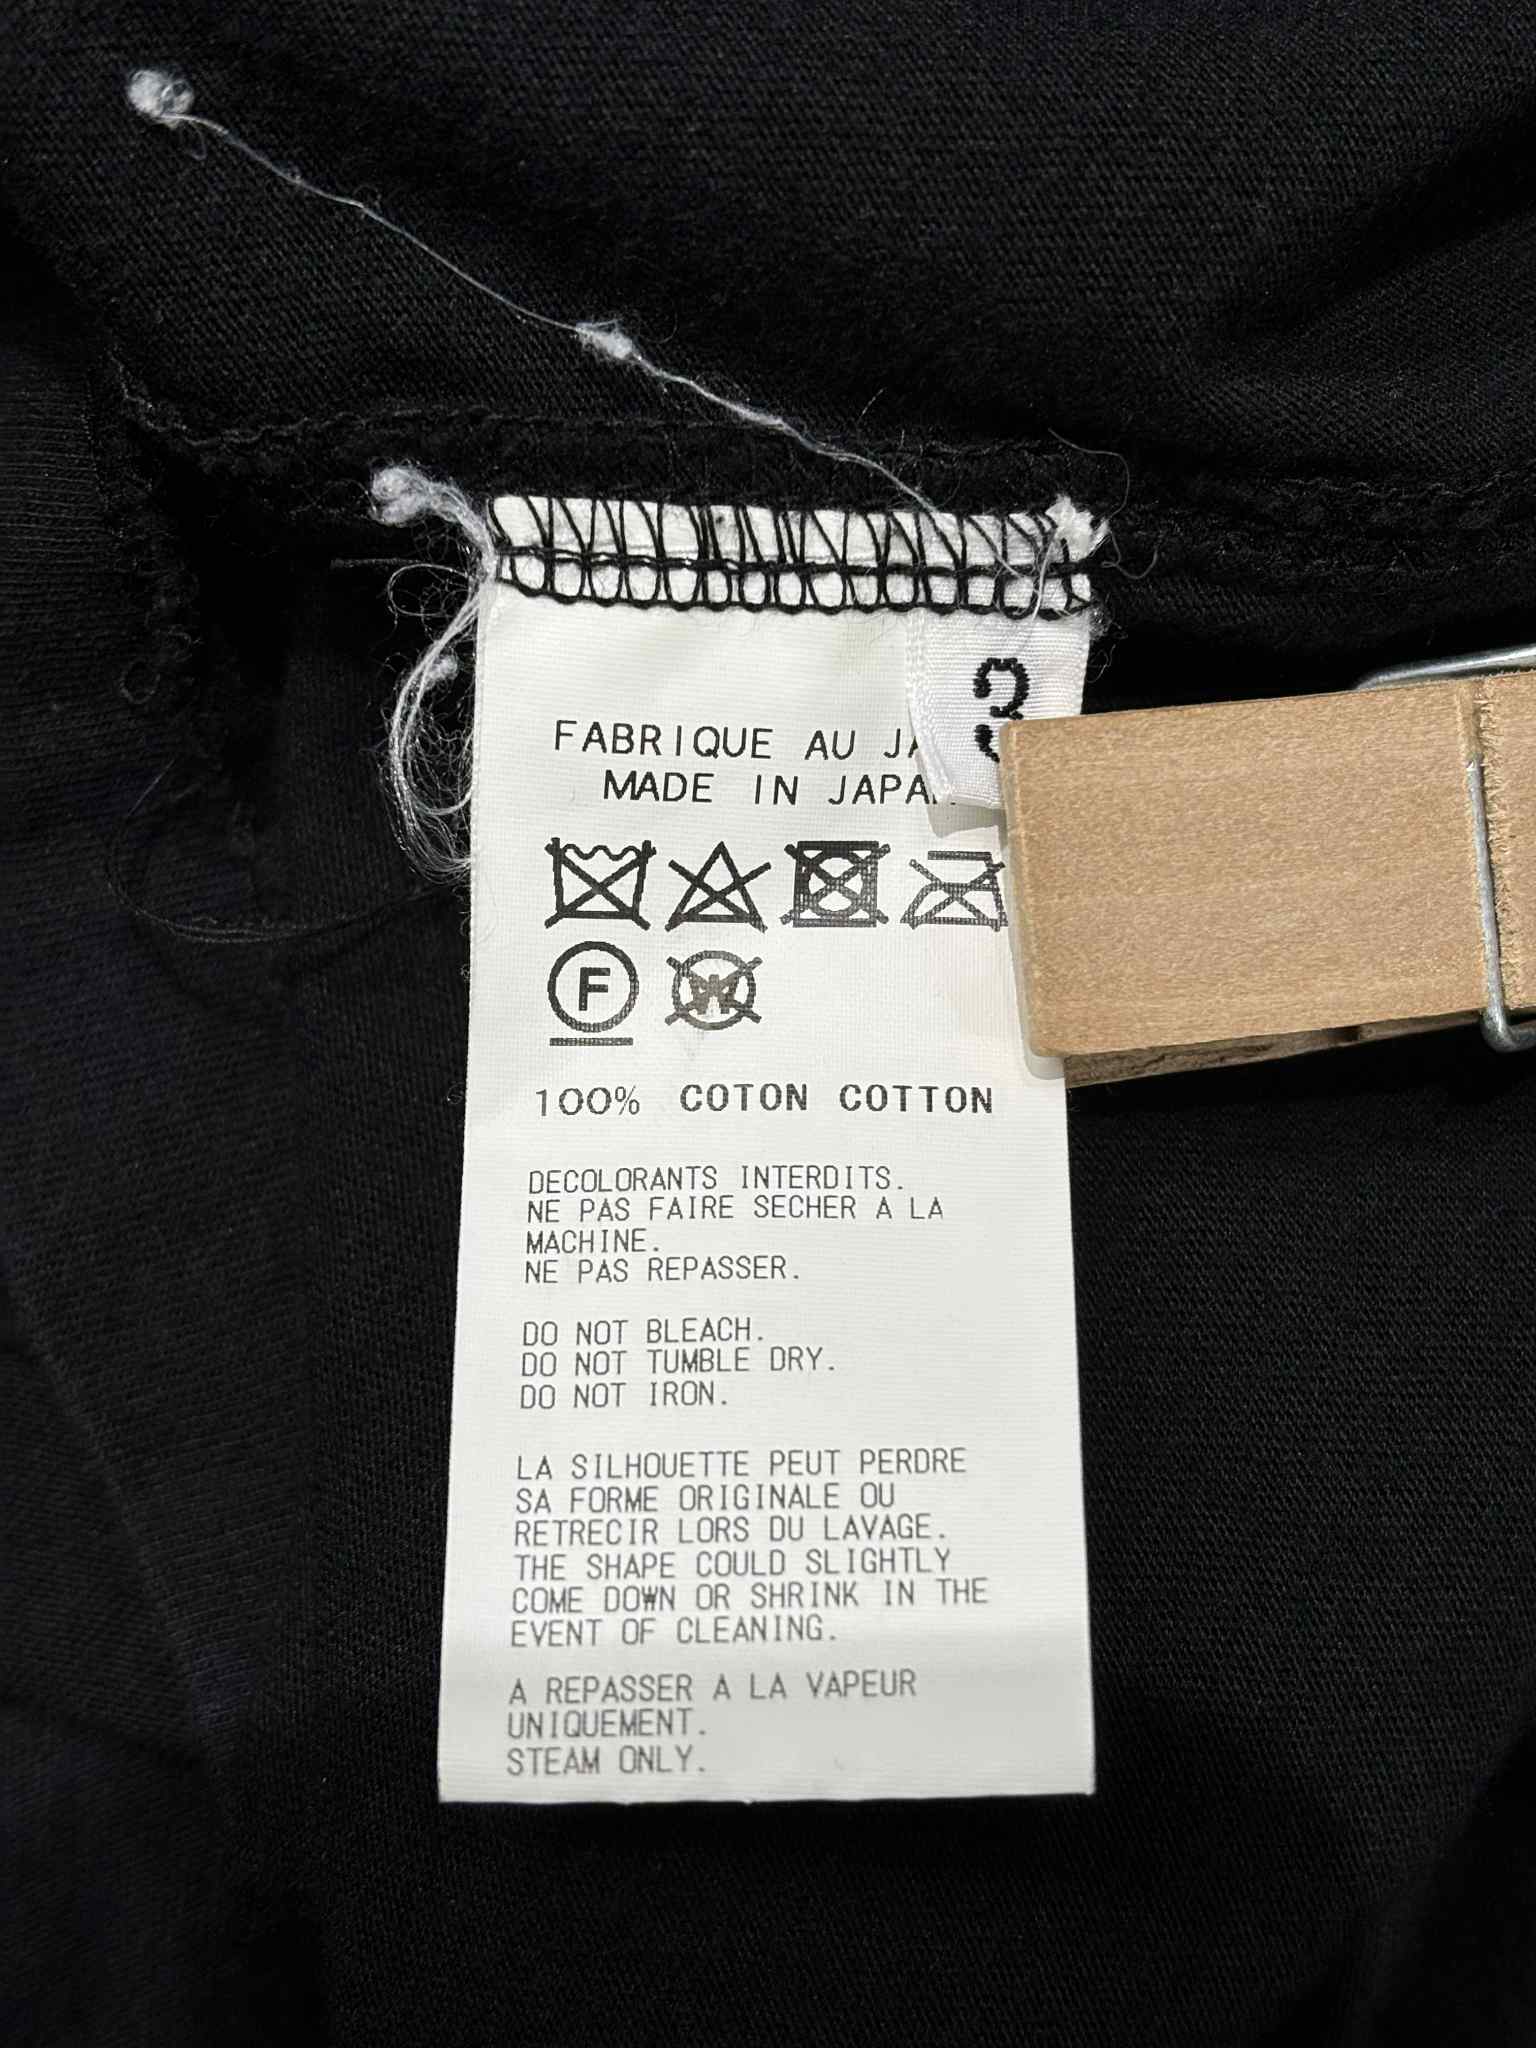 3
FABRIQUE AU
MADE IN JAPAN
F
W
100% COTON COTTON
DECOLORANTS INTERDITS.
NE PAS FAIRE SECHER A LA
MACHINE.
NE PAS REPASSER.
DO NOT BLEACH.
DO NOT TUMBLE DRY.
DO NOT IRON.
LA SILHOUETTE PEUT PERDRE
SA FORME ORIGINALE OU
RETRECIR LORS DU LAVAGE.
THE SHAPE COULD SLIGHTLY
COME DOWN OR SHRINK IN THE
EVENT OF CLEANING.
A REPASSER A LA VAPEUR
UNIQUEMENT.
STEAM ONLY.